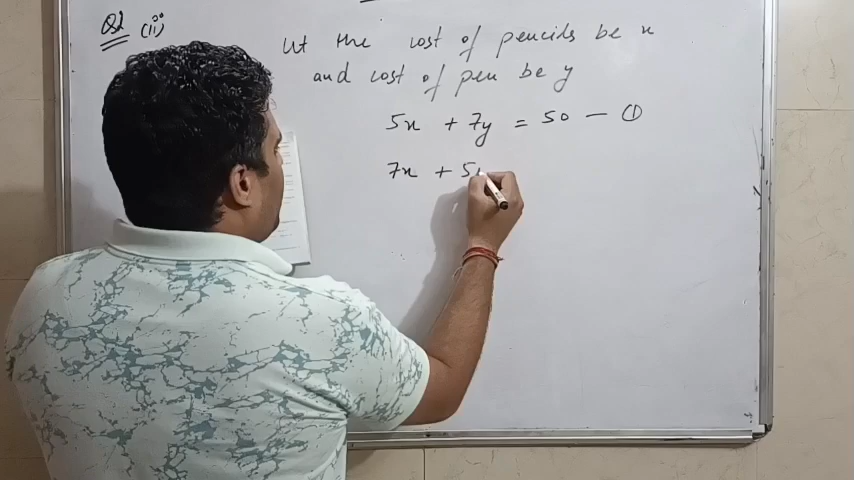 Q1 (ii)
Let the cost of pencils be x
and cost of pen be y
5x + 7y = 50 — ①
7x + 5